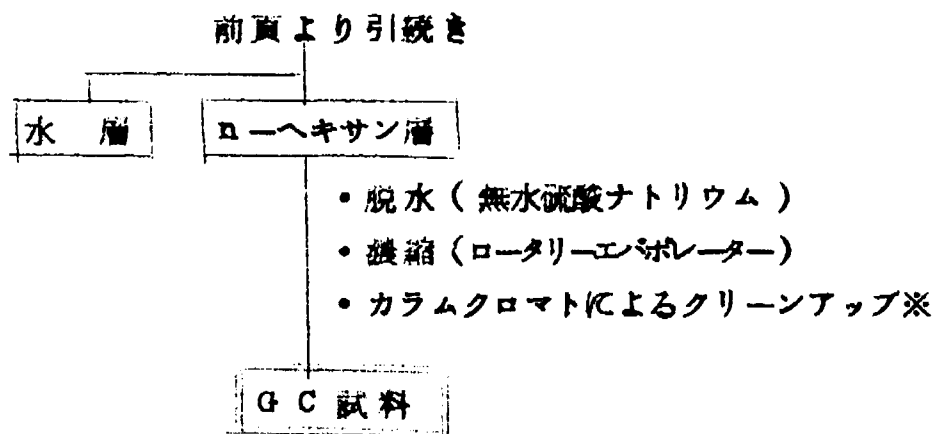 前頁より引続き
水 層
n－ヘキサン層
・脱水（無水硫酸ナトリウム）
・濃縮（ロータリーエバポレーター）
・カラムクロマトによるクリーンアップ※
GC試料